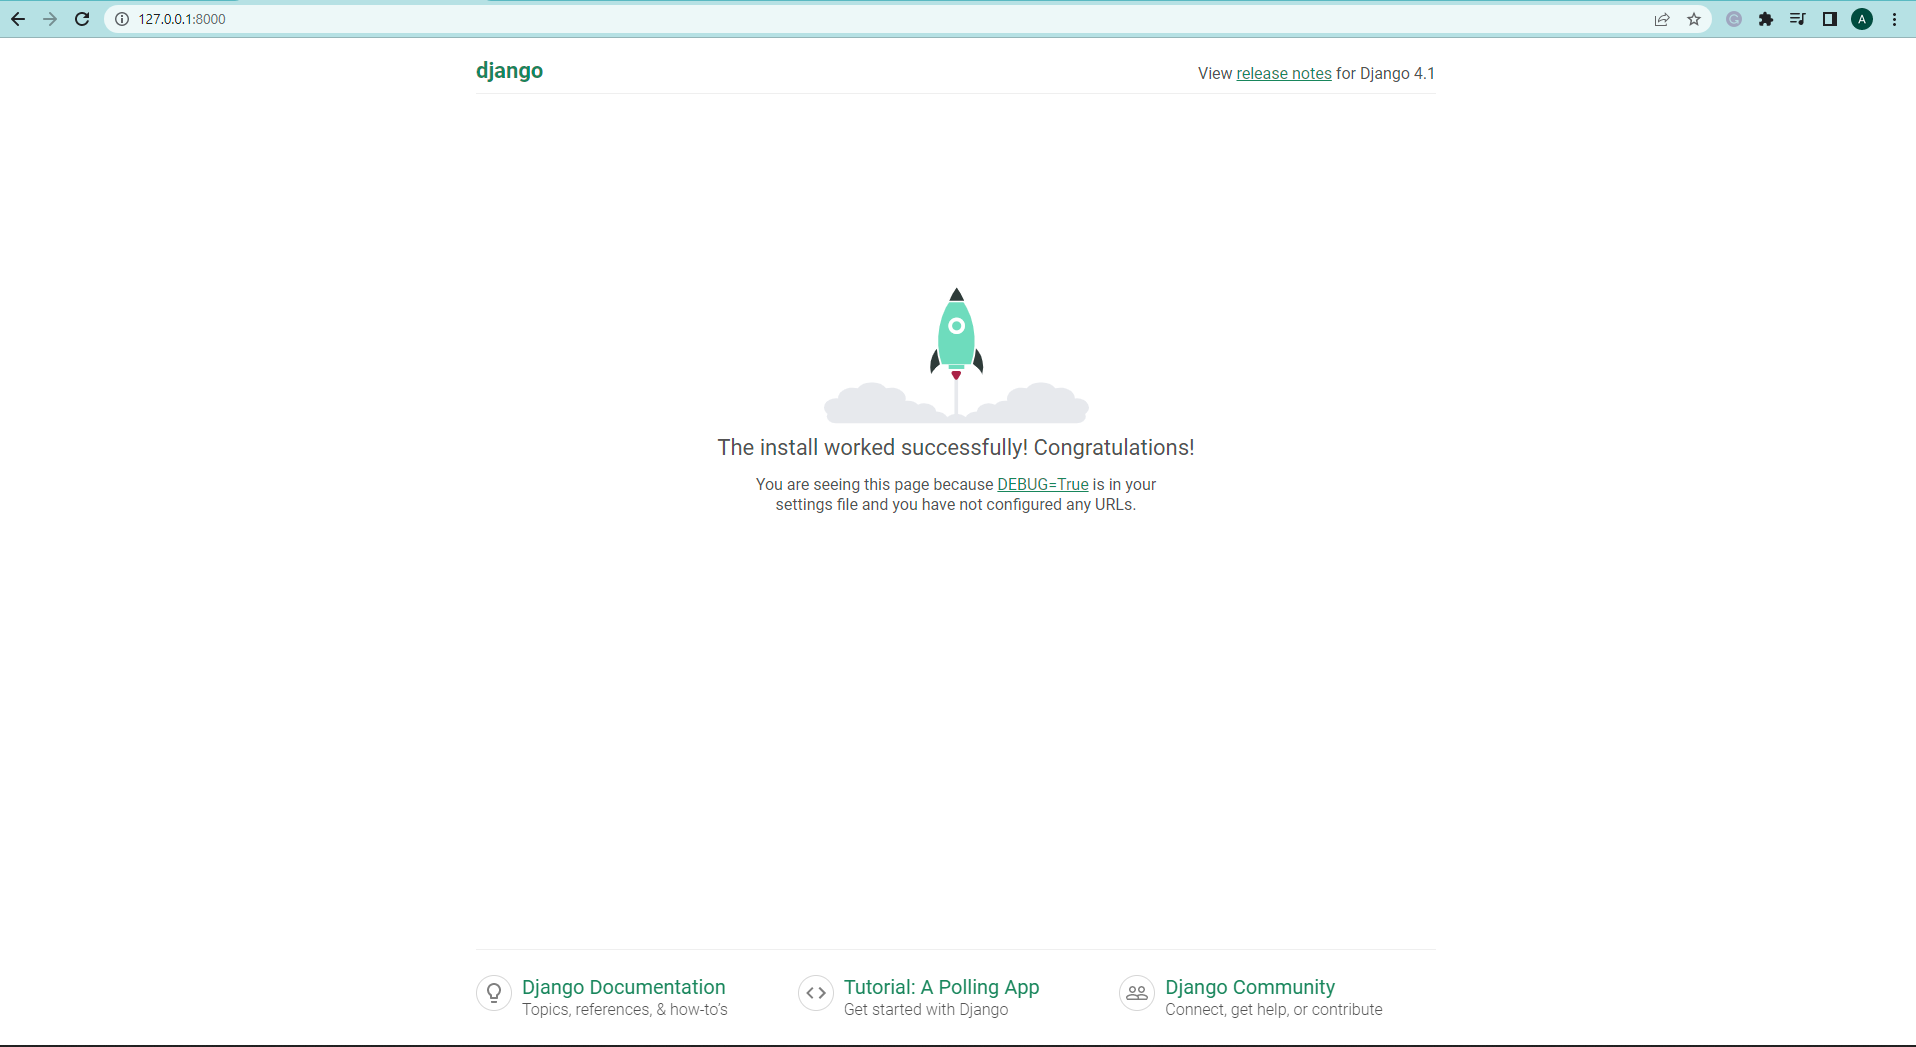 127.0.0.1:8000
A
django
View release notes for Django 4.1
The install worked successfully! Congratulations!
You are seeing this page because DEBUG=True is in your
settings file and you have not configured any URLs.
Django Documentation
Topics, references, & how-to’s
Tutorial: A Polling App
Get started with Django
Django Community
Connect, get help, or contribute